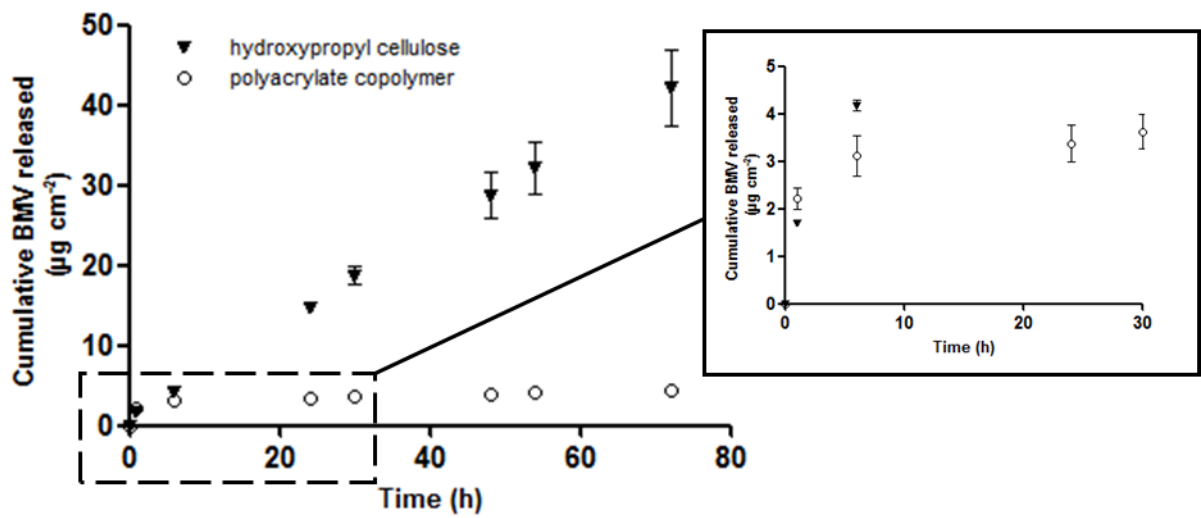 50
40
30
20
10
0
0
20
40
60
80
Cumulative BMV released
(µg cm⁻²)
Time (h)
hydroxypropyl cellulose
polyacrylate copolymer
5
4
3
2
1
0
0
10
20
30
Cumulative BMV released
(µg cm⁻²)
Time (h)